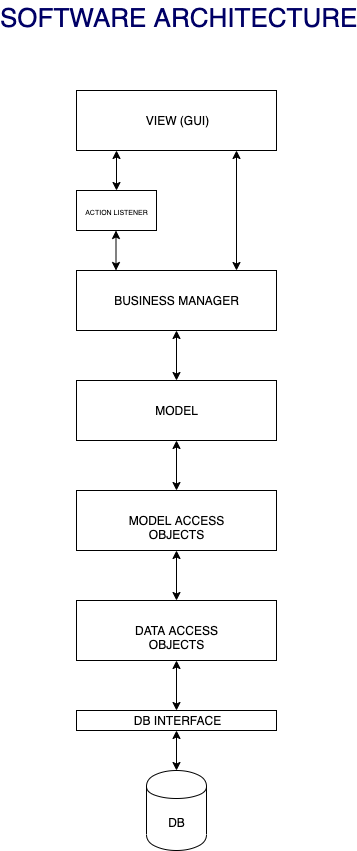 SOFTWARE ARCHITECTURE
VIEW (GUI)
ACTION LISTENER
BUSINESS MANAGER
MODEL
MODEL ACCESS
OBJECTS
DATA ACCESS
OBJECTS
DB INTERFACE
DB